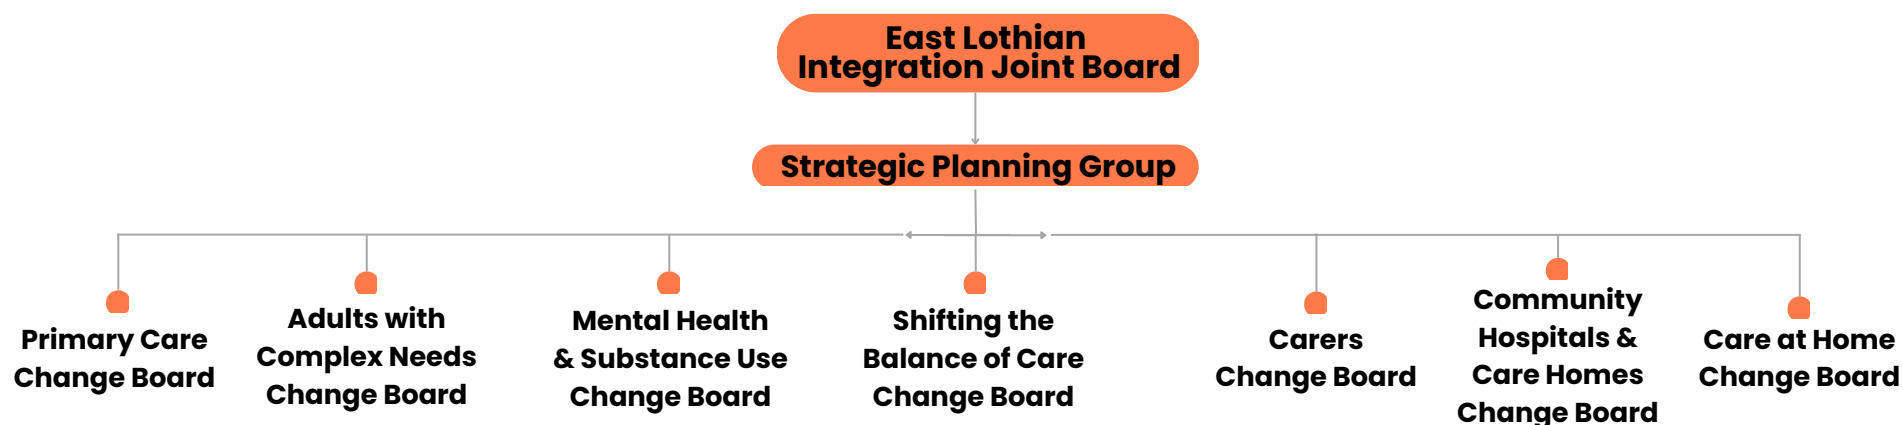 East Lothian
Integration Joint Board
Strategic Planning Group
Primary Care
Change Board
Adults with
Complex Needs
Change Board
Mental Health
& Substance Use
Change Board
Shifting the
Balance of Care
Change Board
Carers
Change Board
Community
Hospitals &
Care Homes
Change Board
Care at Home
Change Board